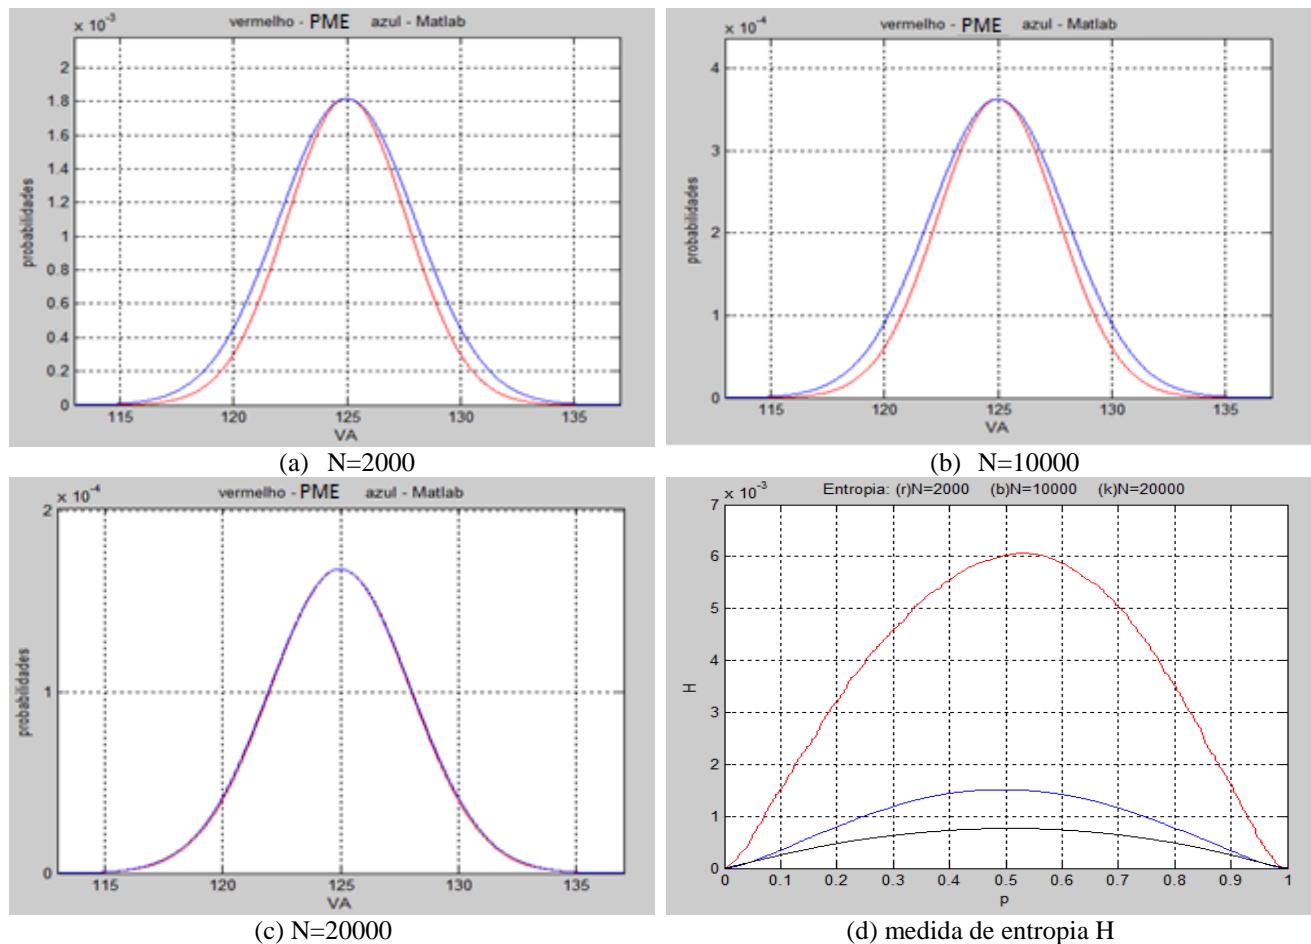 vermelho - PME azul - Matlab
x 10^-3
2
1.8
1.6
1.4
1.2
1
0.8
0.6
0.4
0.2
0
probabilidades
115 120 125 130 135
VA
(a) N=2000
vermelho - PME azul - Matlab
x 10^-4
4
3
2
1
0
probabilidades
115 120 125 130 135
VA
(b) N=10000
vermelho - PME azul - Matlab
x 10^-4
2
1
0
probabilidades
115 120 125 130 135
VA
(c) N=20000
Entropia: (r)N=2000 (b)N=10000 (k)N=20000
x 10^-3
7
6
5
4
3
2
1
0
H
0 0.1 0.2 0.3 0.4 0.5 0.6 0.7 0.8 0.9 1
p
(d) medida de entropia H